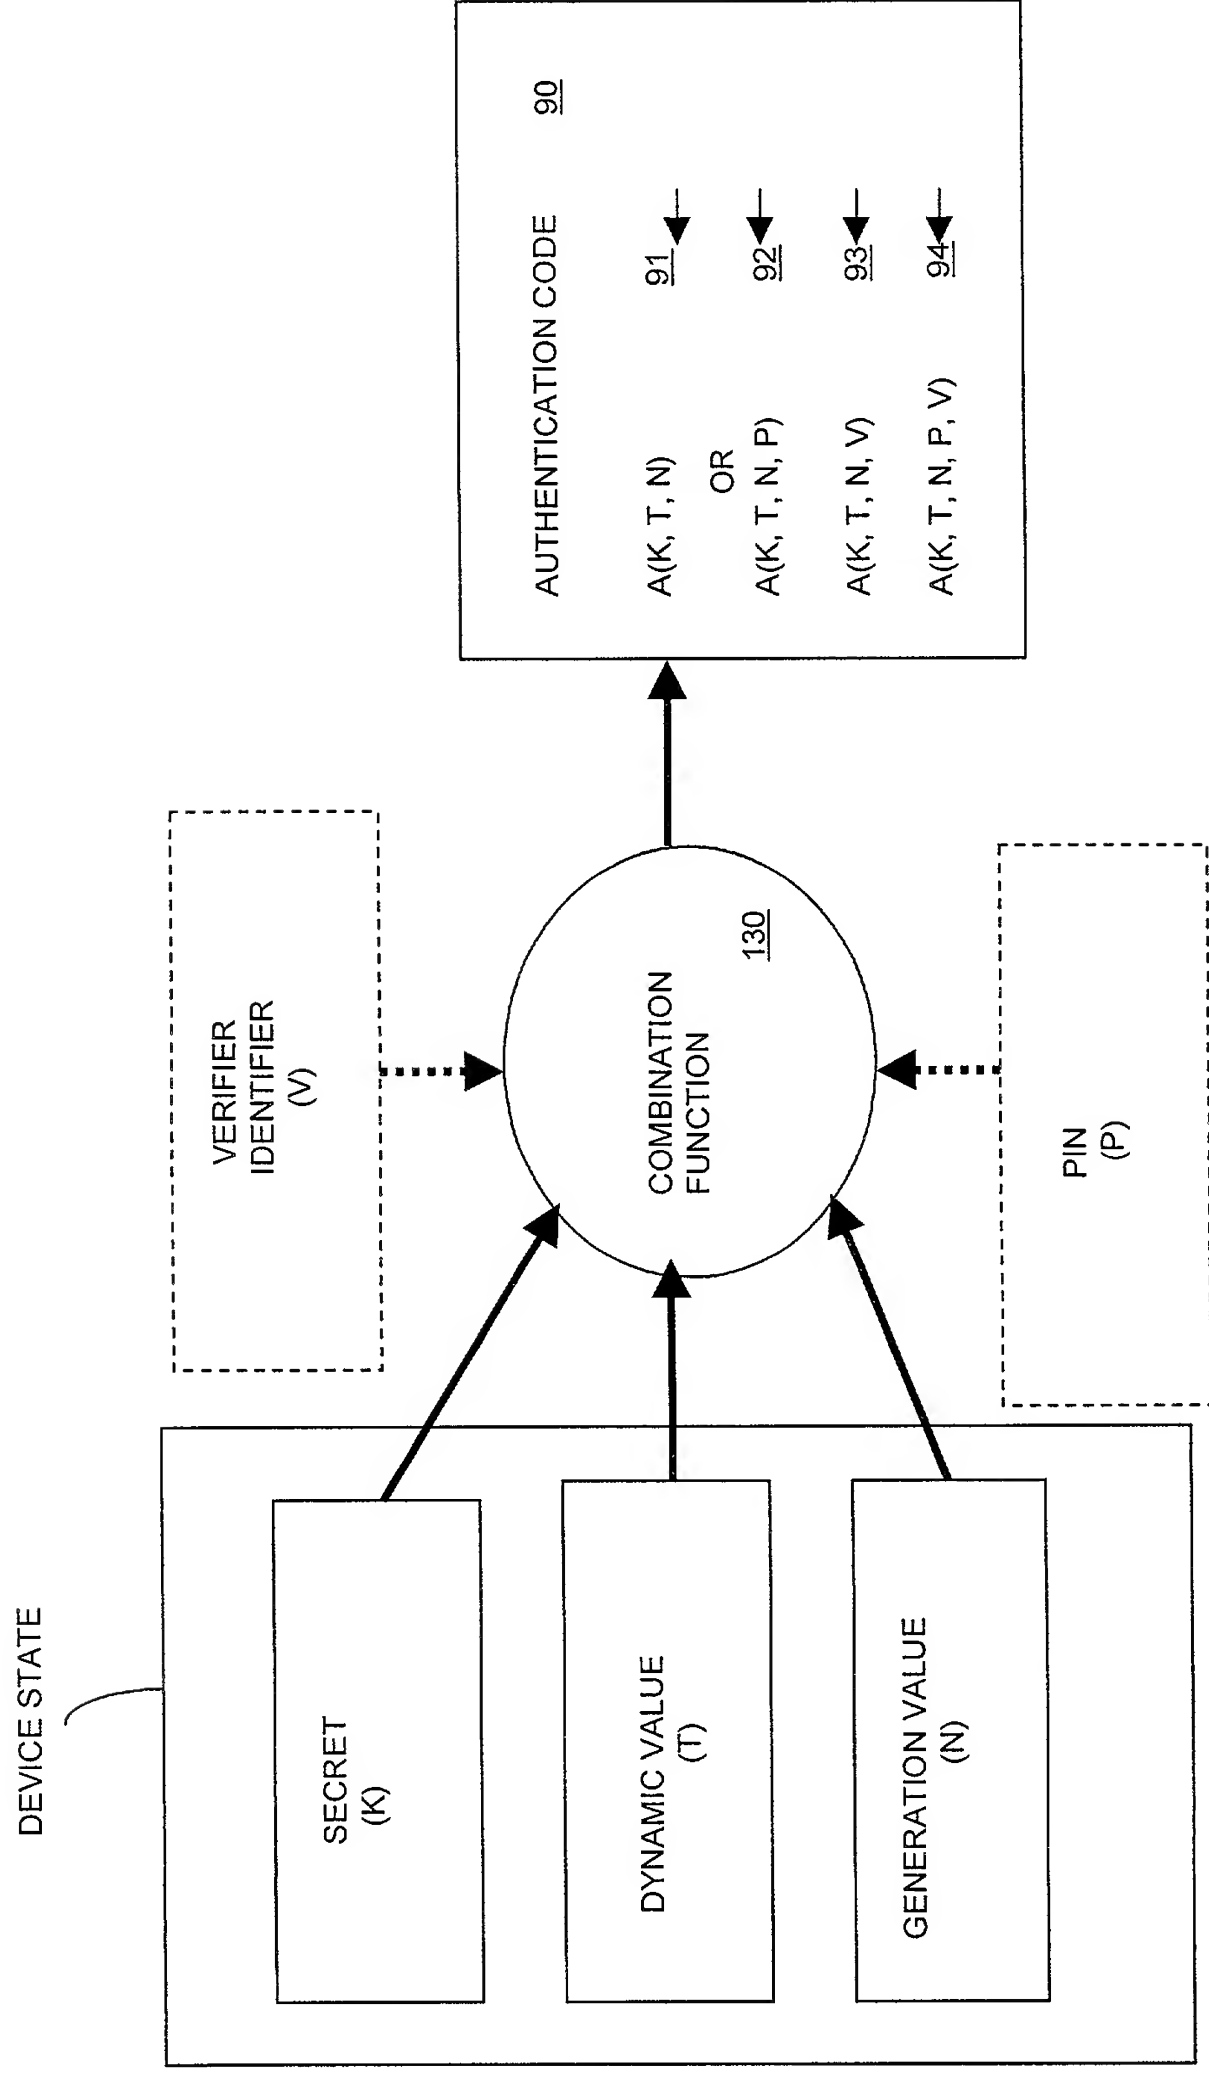 DEVICE STATE
SECRET
(K)
DYNAMIC VALUE
(T)
GENERATION VALUE
(N)
VERIFIER
IDENTIFIER
(V)
COMBINATION
FUNCTION
130
PIN
(P)
AUTHENTICATION CODE 90
A(K, T, N) 91
OR
A(K, T, N, P) 92
A(K, T, N, V) 93
A(K, T, N, P, V) 94